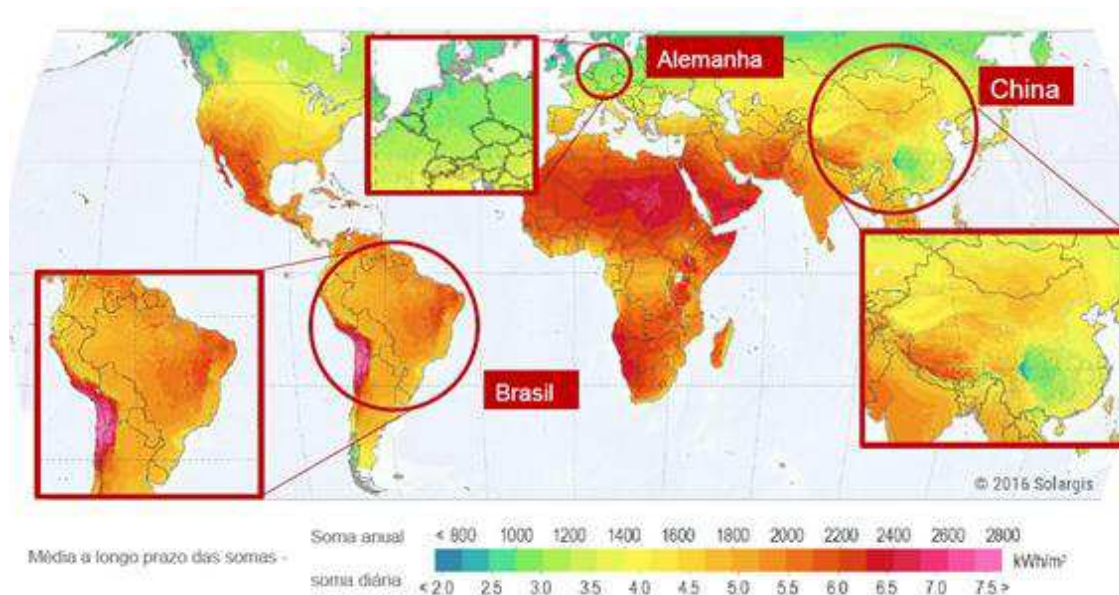 Alemanha
China
Brasil
© 2016 Solargis
Soma anual < 800 1000 1200 1400 1600 1800 2000 2200 2400 2600 2800
Média a longo prazo das somas - kWh/m²
soma diária < 2.0 2.5 3.0 3.5 4.0 4.5 5.0 5.5 6.0 6.5 7.0 7.5 >